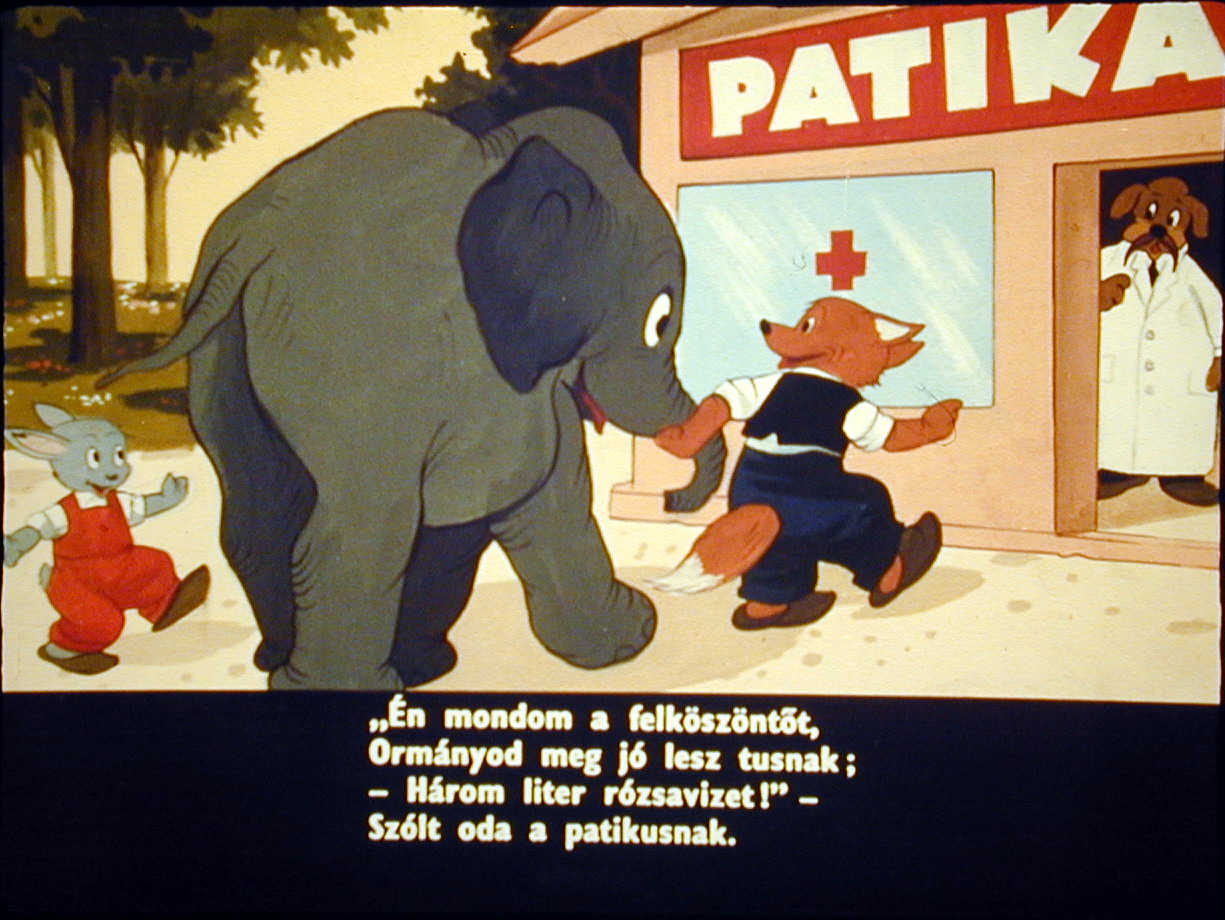 PATIKA
„Én mondom a felköszöntőt,
Ormányod meg jó lesz tusnak;
– Három liter rózsavizet!” –
Szólt oda a patikusnak.